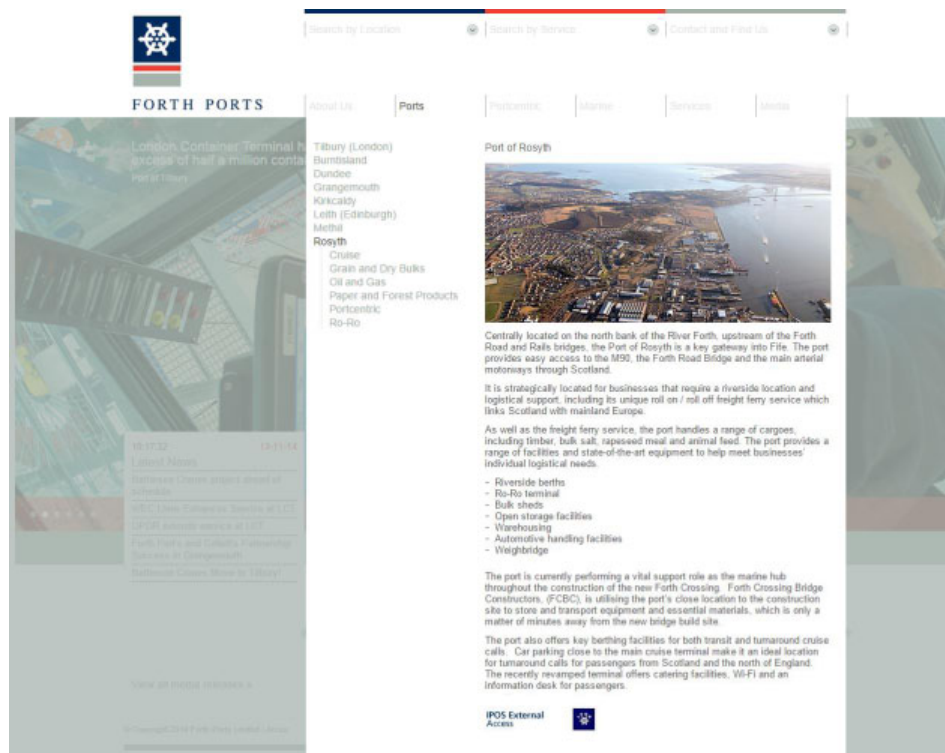 Search by Location
Search by Service
Contact and Find Us
FORTH PORTS
About Us
Ports
Portcentric
Marine
Services
Media
London Container Terminal h
excess of half a million conta
Port of Tilbury
Tilbury (London)
Burntisland
Dundee
Grangemouth
Kirkcaldy
Leith (Edinburgh)
Methil
Rosyth
Cruise
Grain and Dry Bulks
Oil and Gas
Paper and Forest Products
Portcentric
Ro-Ro
Port of Rosyth
Centrally located on the north bank of the River Forth, upstream of the Forth
Road and Rails bridges, the Port of Rosyth is a key gateway into Fife. The port
provides easy access to the M90, the Forth Road Bridge and the main arterial
motorways through Scotland.
It is strategically located for businesses that require a riverside location and
logistical support, including its unique roll on / roll off freight ferry service which
links Scotland with mainland Europe.
As well as the freight ferry service, the port handles a range of cargoes,
including timber, bulk salt, rapeseed meal and animal feed. The port provides a
range of facilities and state-of-the-art equipment to help meet businesses'
individual logistical needs.
- Riverside berths
- Ro-Ro terminal
- Bulk sheds
- Open storage facilities
- Warehousing
- Automotive handling facilities
- Weighbridge
The port is currently performing a vital support role as the marine hub
throughout the construction of the new Forth Crossing. Forth Crossing Bridge
Constructors, (FCBC), is utilising the port's close location to the construction
site to store and transport equipment and essential materials, which is only a
matter of minutes away from the new bridge build site.
The port also offers key berthing facilities for both transit and turnaround cruise
calls. Car parking close to the main cruise terminal make it an ideal location
for turnaround calls for passengers from Scotland and the north of England.
The recently revamped terminal offers catering facilities, Wi-Fi and an
information desk for passengers.
IPOS External
Access
Latest News
schedule
View all media releases »